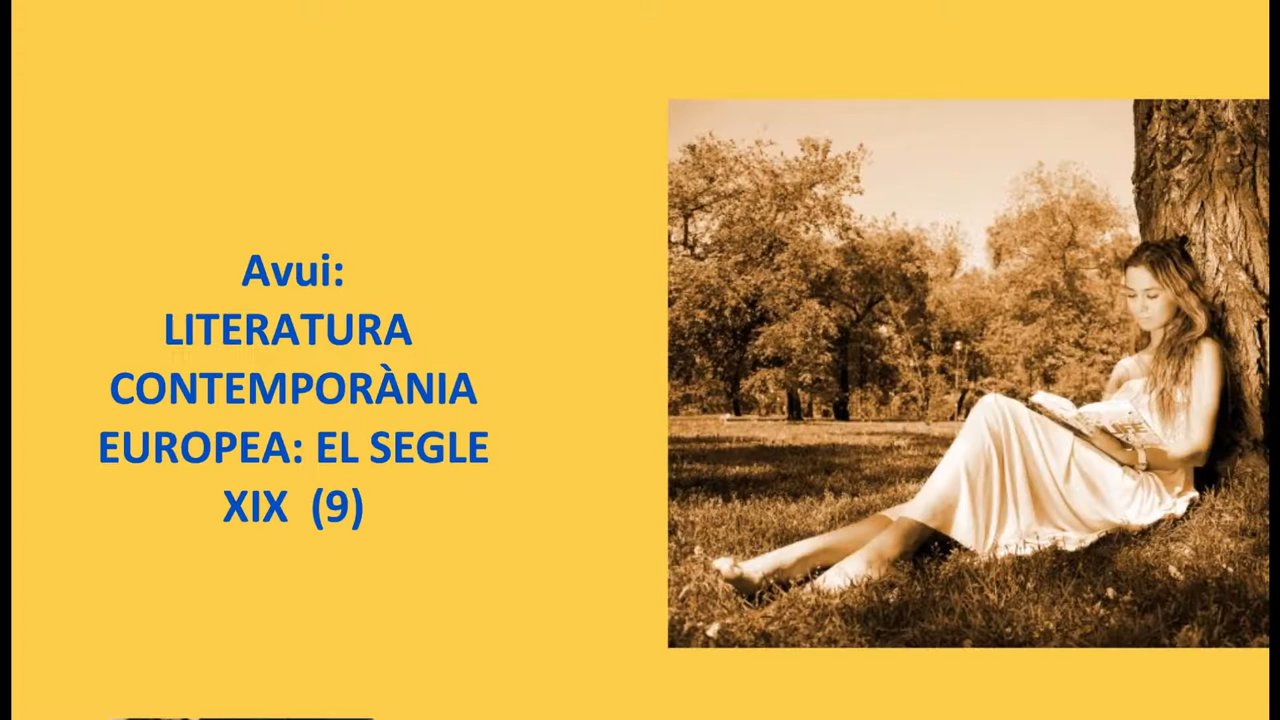 Avui:
LITERATURA
CONTEMPORÀNIA
EUROPEA: EL SEGLE
XIX (9)